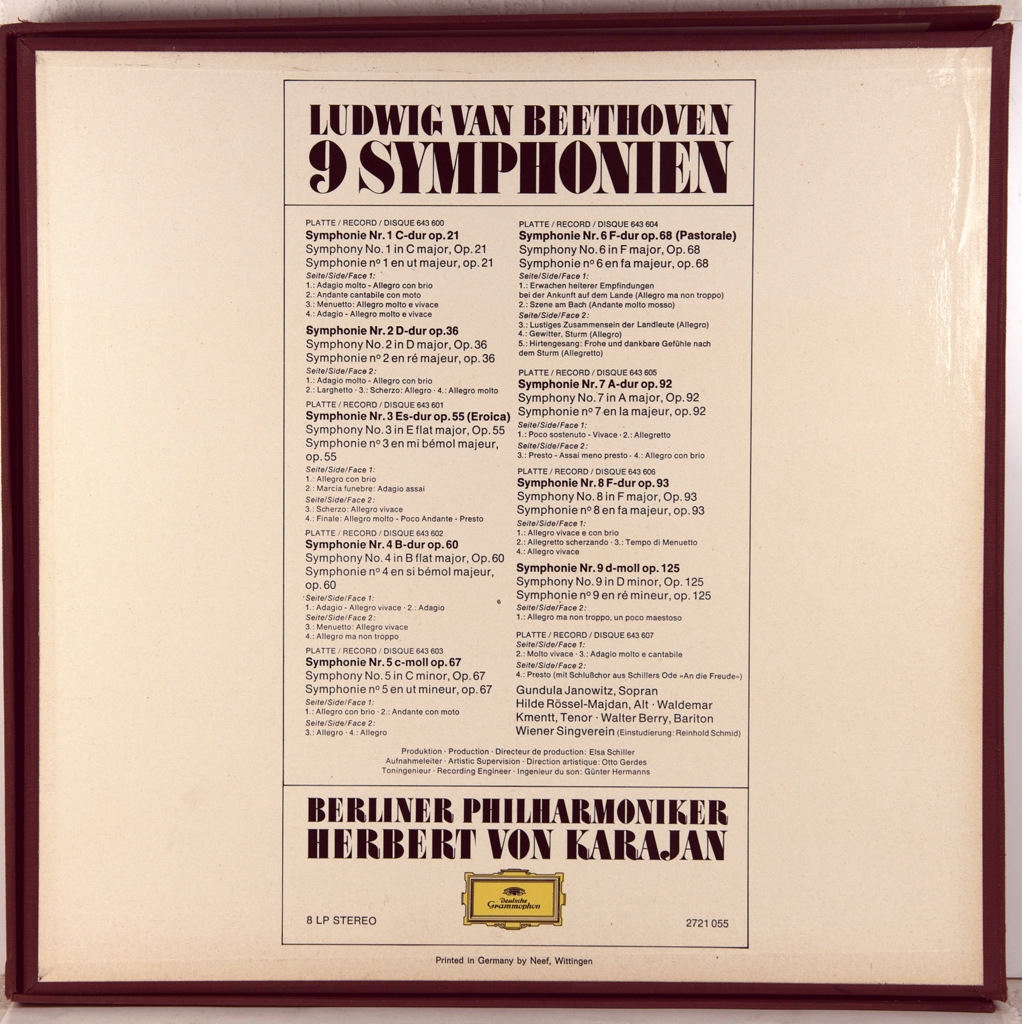 LUDWIG VAN BEETHOVEN
9 SYMPHONIEN
PLATTE / RECORD / DISQUE 643 600
Symphonie Nr. 1 C-dur op. 21
Symphony No. 1 in C major, Op. 21
Symphonie nº 1 en ut majeur, op. 21
Seite/Side/Face 1:
1.: Adagio molto - Allegro con brio
2.: Andante cantabile con moto
3.: Menuetto: Allegro molto e vivace
4.: Adagio - Allegro molto e vivace
Symphonie Nr. 2 D-dur op. 36
Symphony No. 2 in D major, Op. 36
Symphonie nº 2 en ré majeur, op. 36
Seite/Side/Face 2:
1.: Adagio molto - Allegro con brio
2.: Larghetto · 3.: Scherzo: Allegro · 4.: Allegro molto
PLATTE / RECORD / DISQUE 643 601
Symphonie Nr. 3 Es-dur op. 55 (Eroica)
Symphony No. 3 in E flat major, Op. 55
Symphonie nº 3 en mi bémol majeur,
op. 55
Seite/Side/Face 1:
1.: Allegro con brio
2.: Marcia funebre: Adagio assai
Seite/Side/Face 2:
3.: Scherzo: Allegro vivace
4.: Finale: Allegro molto - Poco Andante - Presto
PLATTE / RECORD / DISQUE 643 602
Symphonie Nr. 4 B-dur op. 60
Symphony No. 4 in B flat major, Op. 60
Symphonie nº 4 en si bémol majeur,
op. 60
Seite/Side/Face 1:
1.: Adagio - Allegro vivace · 2.: Adagio
Seite/Side/Face 2:
3.: Menuetto: Allegro vivace
4.: Allegro ma non troppo
PLATTE / RECORD / DISQUE 643 603
Symphonie Nr. 5 c-moll op. 67
Symphony No. 5 in C minor, Op. 67
Symphonie nº 5 en ut mineur, op. 67
Seite/Side/Face 1:
1.: Allegro con brio · 2.: Andante con moto
Seite/Side/Face 2:
3.: Allegro · 4.: Allegro
PLATTE / RECORD / DISQUE 643 604
Symphonie Nr. 6 F-dur op. 68 (Pastorale)
Symphony No. 6 in F major, Op. 68
Symphonie nº 6 en fa majeur, op. 68
Seite/Side/Face 1:
1.: Erwachen heiterer Empfindungen
bei der Ankunft auf dem Lande (Allegro ma non troppo)
2.: Szene am Bach (Andante molto mosso)
Seite/Side/Face 2:
3.: Lustiges Zusammensein der Landleute (Allegro)
4.: Gewitter, Sturm (Allegro)
5.: Hirtengesang: Frohe und dankbare Gefühle nach
dem Sturm (Allegretto)
PLATTE / RECORD / DISQUE 643 605
Symphonie Nr. 7 A-dur op. 92
Symphony No. 7 in A major, Op. 92
Symphonie nº 7 en la majeur, op. 92
Seite/Side/Face 1:
1.: Poco sostenuto - Vivace · 2.: Allegretto
Seite/Side/Face 2:
3.: Presto - Assai meno presto · 4.: Allegro con brio
PLATTE / RECORD / DISQUE 643 606
Symphonie Nr. 8 F-dur op. 93
Symphony No. 8 in F major, Op. 93
Symphonie nº 8 en fa majeur, op. 93
Seite/Side/Face 1:
1.: Allegro vivace e con brio
2.: Allegretto scherzando · 3.: Tempo di Menuetto
4.: Allegro vivace
Symphonie Nr. 9 d-moll op. 125
Symphony No. 9 in D minor, Op. 125
Symphonie nº 9 en ré mineur, op. 125
Seite/Side/Face 2:
1.: Allegro ma non troppo, un poco maestoso
PLATTE / RECORD / DISQUE 643 607
Seite/Side/Face 1:
2.: Molto vivace · 3.: Adagio molto e cantabile
Seite/Side/Face 2:
4.: Presto (mit Schlußchor aus Schillers Ode »An die Freude«)
Gundula Janowitz, Sopran
Hilde Rössel-Majdan, Alt · Waldemar
Kmentt, Tenor · Walter Berry, Bariton
Wiener Singverein (Einstudierung: Reinhold Schmid)
Produktion · Production · Directeur de production: Elsa Schiller
Aufnahmeleiter · Artistic Supervision · Direction artistique: Otto Gerdes
Toningenieur · Recording Engineer · Ingenieur du son: Günter Hermanns
BERLINER PHILHARMONIKER
HERBERT VON KARAJAN
Deutsche
Grammophon
8 LP STEREO
2721 055
Printed in Germany by Neef, Wittingen